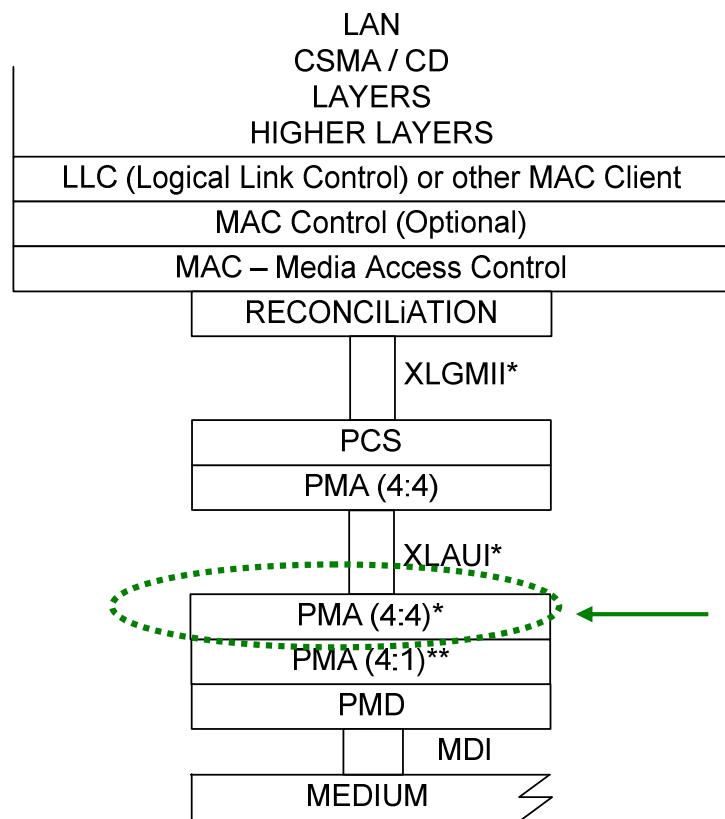 LAN
CSMA / CD
LAYERS
HIGHER LAYERS
LLC (Logical Link Control) or other MAC Client
MAC Control (Optional)
MAC – Media Access Control
RECONCILiATION
XLGMII*
PCS
PMA (4:4)
XLAUI*
PMA (4:4)*
PMA (4:1)**
PMD
MDI
MEDIUM